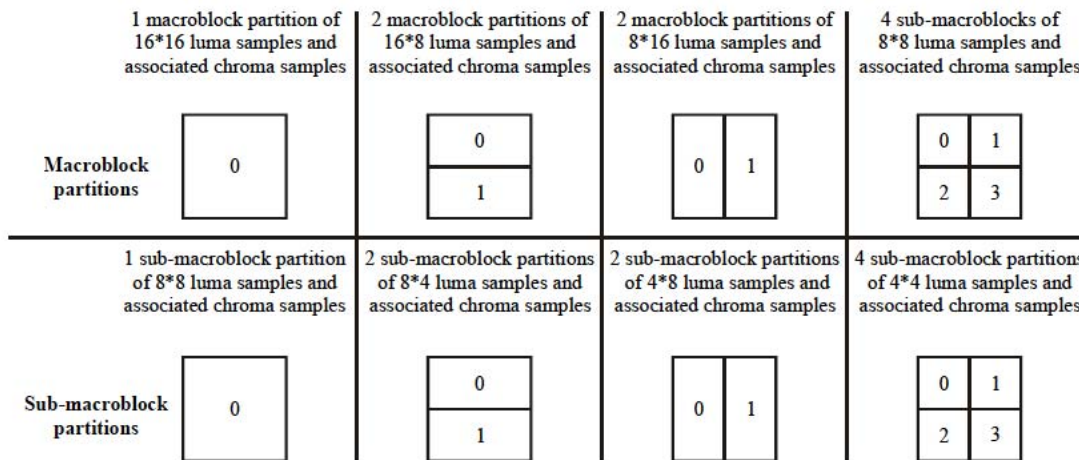 1 macroblock partition of
16*16 luma samples and
associated chroma samples
2 macroblock partitions of
16*8 luma samples and
associated chroma samples
2 macroblock partitions of
8*16 luma samples and
associated chroma samples
4 sub-macroblocks of
8*8 luma samples and
associated chroma samples
Macroblock
partitions
0
0
1
0 1
0 1
2 3
1 sub-macroblock partition
of 8*8 luma samples and
associated chroma samples
2 sub-macroblock partitions
of 8*4 luma samples and
associated chroma samples
2 sub-macroblock partitions
of 4*8 luma samples and
associated chroma samples
4 sub-macroblock partitions
of 4*4 luma samples and
associated chroma samples
Sub-macroblock
partitions
0
0
1
0 1
0 1
2 3